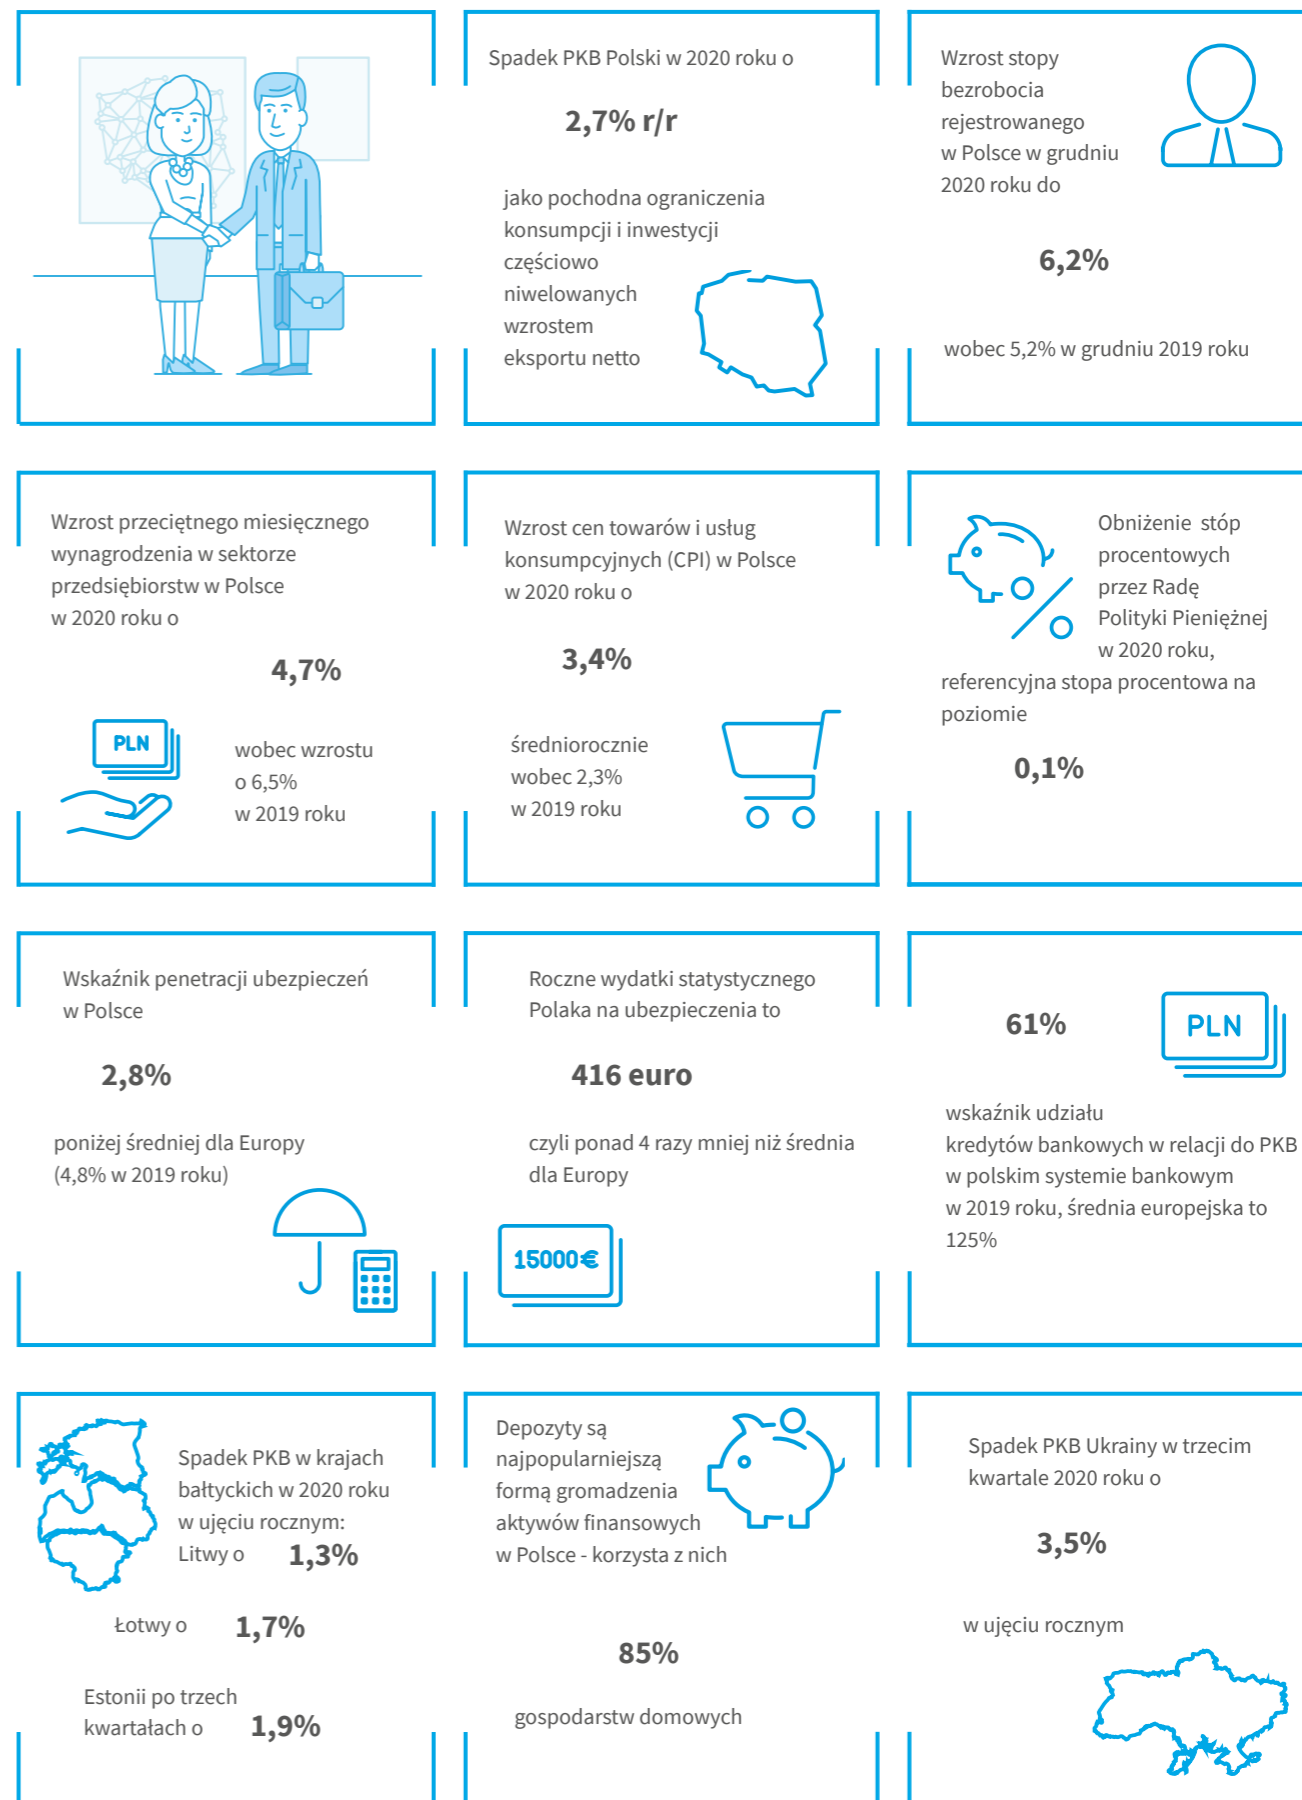 Spadek PKB Polski w 2020 roku o
2,7% r/r
jako pochodna ograniczenia
konsumpcji i inwestycji
częściowo
niwelowanych
wzrostem
eksportu netto
Wzrost stopy
bezrobocia
rejestrowanego
w Polsce w grudniu
2020 roku do
6,2%
wobec 5,2% w grudniu 2019 roku
Wzrost przeciętnego miesięcznego
wynagrodzenia w sektorze
przedsiębiorstw w Polsce
w 2020 roku o
4,7%
PLN
wobec wzrostu
o 6,5%
w 2019 roku
Wzrost cen towarów i usług
konsumpcyjnych (CPI) w Polsce
w 2020 roku o
3,4%
średniorocznie
wobec 2,3%
w 2019 roku
Obniżenie stóp
procentowych
przez Radę
Polityki Pieniężnej
w 2020 roku,
referencyjna stopa procentowa na
poziomie
0,1%
Wskaźnik penetracji ubezpieczeń
w Polsce
2,8%
poniżej średniej dla Europy
(4,8% w 2019 roku)
Roczne wydatki statystycznego
Polaka na ubezpieczenia to
416 euro
czyli ponad 4 razy mniej niż średnia
dla Europy
15000€
61%
PLN
wskaźnik udziału
kredytów bankowych w relacji do PKB
w polskim systemie bankowym
w 2019 roku, średnia europejska to
125%
Spadek PKB w krajach
bałtyckich w 2020 roku
w ujęciu rocznym:
Litwy o 1,3%
Łotwy o 1,7%
Estonii po trzech
kwartałach o 1,9%
Depozyty są
najpopularniejszą
formą gromadzenia
aktywów finansowych
w Polsce - korzysta z nich
85%
gospodarstw domowych
Spadek PKB Ukrainy w trzecim
kwartale 2020 roku o
3,5%
w ujęciu rocznym